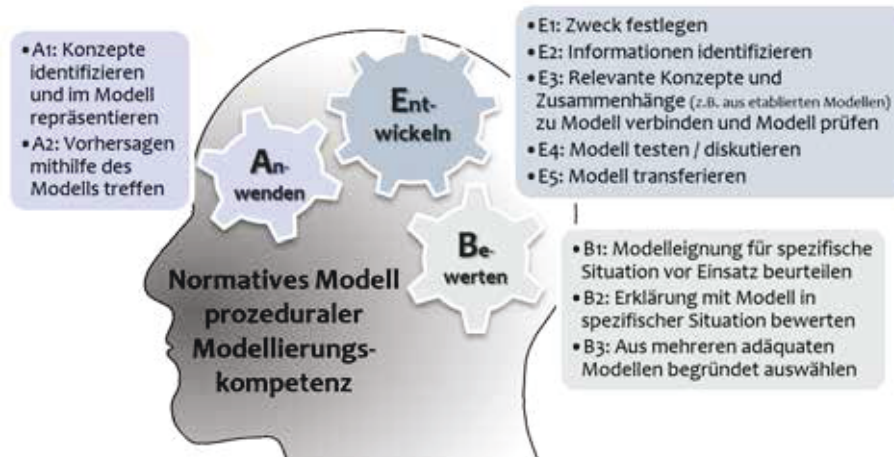 • A1: Konzepte
identifizieren
und im Modell
repräsentieren
• A2: Vorhersagen
mithilfe des
Modells treffen
An-
wenden
Ent-
wickeln
• E1: Zweck festlegen
• E2: Informationen identifizieren
• E3: Relevante Konzepte und
Zusammenhänge (z.B. aus etablierten Modellen)
zu Modell verbinden und Modell prüfen
• E4: Modell testen / diskutieren
• E5: Modell transferieren
Be-
werten
• B1: Modelleignung für spezifische
Situation vor Einsatz beurteilen
• B2: Erklärung mit Modell in
spezifischer Situation bewerten
• B3: Aus mehreren adäquaten
Modellen begründet auswählen
Normatives Modell
prozeduraler
Modellierungs-
kompetenz